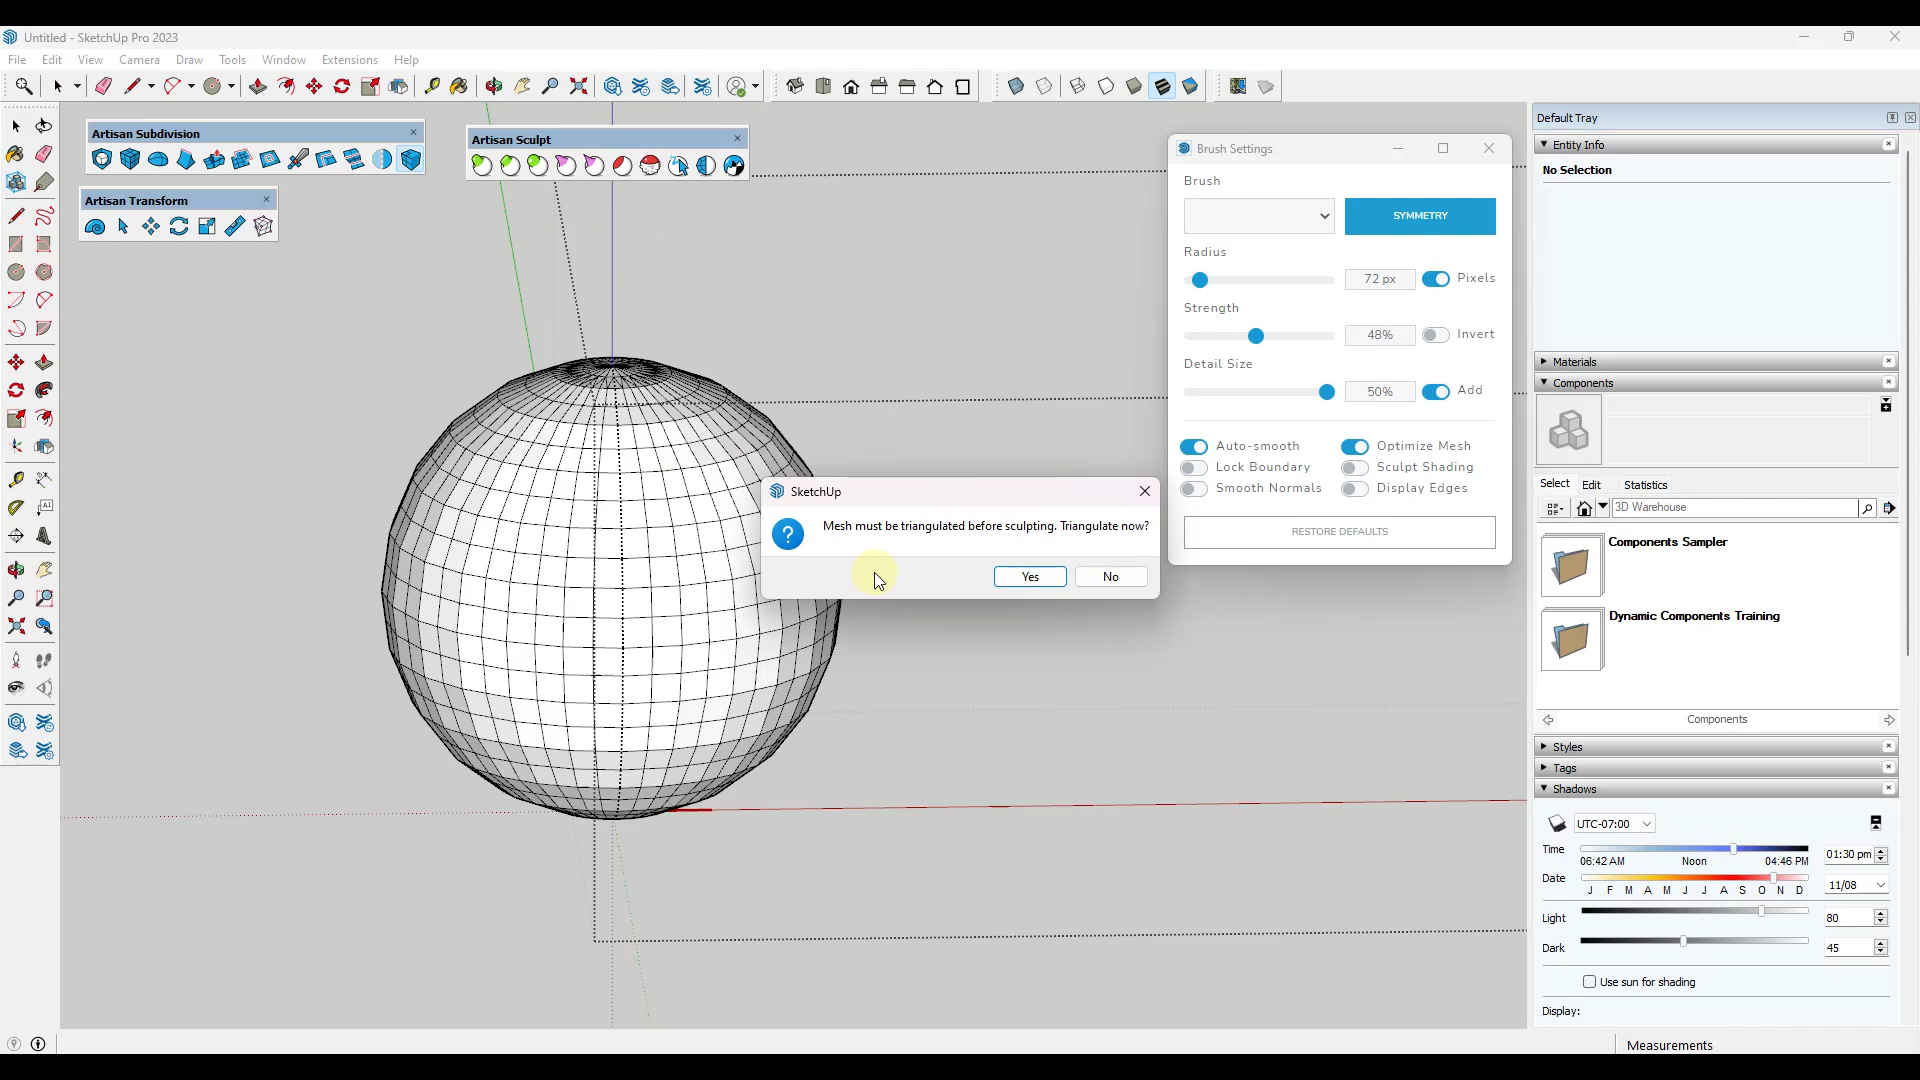 Untitled - SketchUp Pro 2023
File Edit View Camera Draw Tools Window Extensions Help
Artisan Subdivision
Artisan Sculpt
Artisan Transform
A1
Brush Settings
Brush
SYMMETRY
Radius
72 px Pixels
Strength
48% Invert
Detail Size
50% Add
Auto-smooth Optimize Mesh
Lock Boundary Sculpt Shading
Smooth Normals Display Edges
RESTORE DEFAULTS
SketchUp
Mesh must be triangulated before sculpting. Triangulate now?
Yes No
Default Tray
Entity Info
No Selection
Materials
Components
Select Edit Statistics
3D Warehouse
Components Sampler
Dynamic Components Training
Components
Styles
Tags
Shadows
UTC-07:00
Time 06:42 AM Noon 04:46 PM 01:30 pm
Date J F M A M J J A S O N D 11/08
Light 80
Dark 45
Use sun for shading
Display:
Measurements